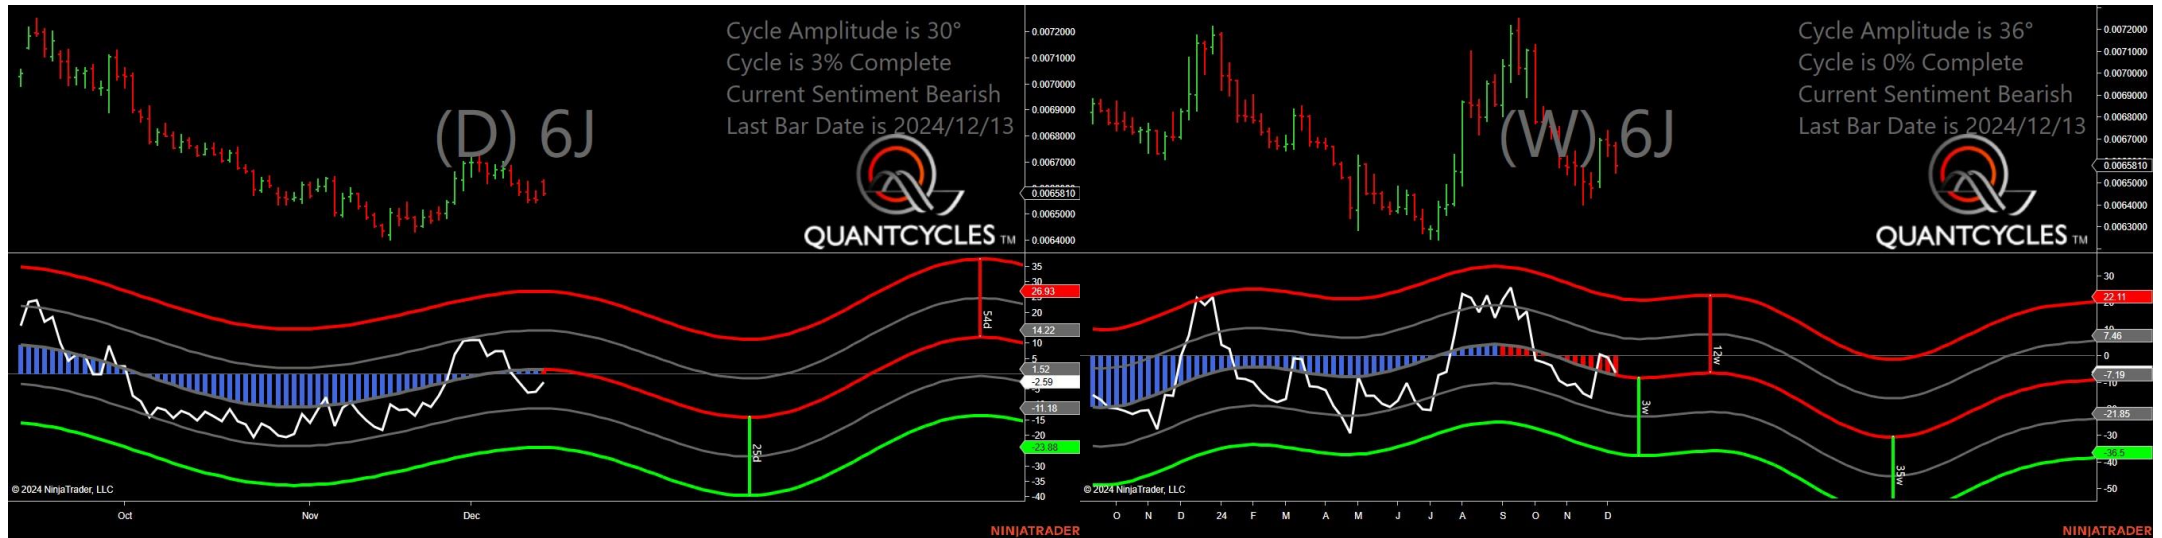 Cycle Amplitude is 30°
Cycle is 3% Complete
Current Sentiment Bearish
Last Bar Date is 2024/12/13
(D) 6J
QUANTCYCLES TM
0.0072000
0.0071000
0.0070000
0.0069000
0.0068000
0.0067000
0.0065810
0.0065000
0.0064000
35
30
26.93
20
14.22
10
5
1.52
-2.59
-11.18
-15
-20
-23.88
-30
-35
-40
54d
25d
© 2024 NinjaTrader, LLC
Oct Nov Dec
NINJATRADER
Cycle Amplitude is 36°
Cycle is 0% Complete
Current Sentiment Bearish
Last Bar Date is 2024/12/13
(W) 6J
QUANTCYCLES TM
0.0072000
0.0071000
0.0070000
0.0069000
0.0068000
0.0067000
0.0065810
0.0065000
0.0064000
0.0063000
30
22.11
7.46
0
-7.19
-21.85
-30
-36.5
-40
-50
12w
3w
35w
© 2024 NinjaTrader, LLC
O N D 24 F M A M J J A S O N D
NINJATRADER